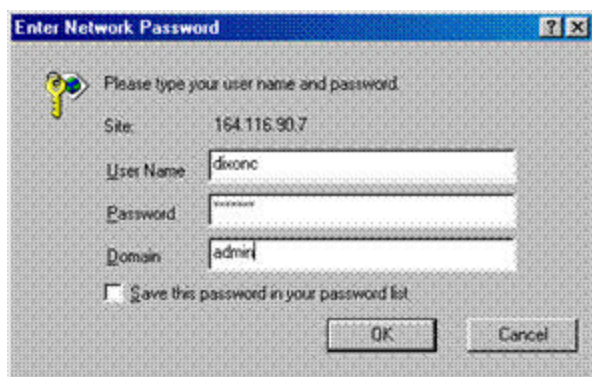 Enter Network Password
? X
Please type your user name and password.
Site: 164.116.90.7
User Name dixonc
Password *******
Domain admin
Save this password in your password list
OK Cancel